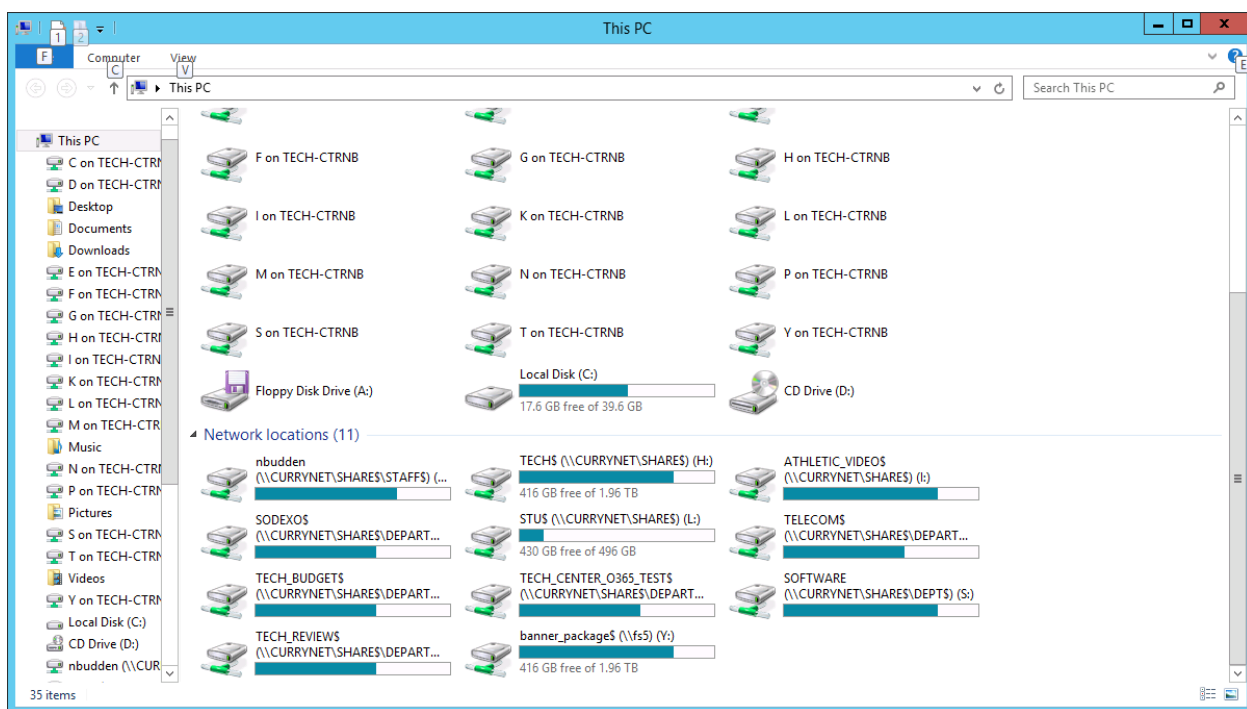 This PC
1
2
F
Computer
View
C
V
E
This PC
Search This PC
This PC
C on TECH-CTRN
D on TECH-CTRN
Desktop
Documents
Downloads
E on TECH-CTRN
F on TECH-CTRN
G on TECH-CTRN
H on TECH-CTRN
I on TECH-CTRN
K on TECH-CTRN
L on TECH-CTRN
M on TECH-CTR
Music
N on TECH-CTRN
P on TECH-CTRN
Pictures
S on TECH-CTRN
T on TECH-CTRN
Videos
Y on TECH-CTRN
Local Disk (C:)
CD Drive (D:)
nbudden (\\CUR
F on TECH-CTRNB
G on TECH-CTRNB
H on TECH-CTRNB
I on TECH-CTRNB
K on TECH-CTRNB
L on TECH-CTRNB
M on TECH-CTRNB
N on TECH-CTRNB
P on TECH-CTRNB
S on TECH-CTRNB
T on TECH-CTRNB
Y on TECH-CTRNB
Floppy Disk Drive (A:)
Local Disk (C:)
17.6 GB free of 39.6 GB
CD Drive (D:)
Network locations (11)
nbudden
(\\CURRYNET\SHARES\STAFF$) (...
TECH$ (\\CURRYNET\SHARES) (H:)
416 GB free of 1.96 TB
ATHLETIC_VIDEO$
(\\CURRYNET\SHARES) (I:)
SODEXO$
(\\CURRYNET\SHARES\DEPART...
STU$ (\\CURRYNET\SHARES) (L:)
430 GB free of 496 GB
TELECOM$
(\\CURRYNET\SHARES\DEPART...
TECH_BUDGET$
(\\CURRYNET\SHARES\DEPART...
TECH_CENTER_O365_TEST$
(\\CURRYNET\SHARES\DEPART...
SOFTWARE
(\\CURRYNET\SHARES\DEPT$) (S:)
TECH_REVIEW$
(\\CURRYNET\SHARES\DEPART...
banner_package$ (\\fs5) (Y:)
416 GB free of 1.96 TB
35 items